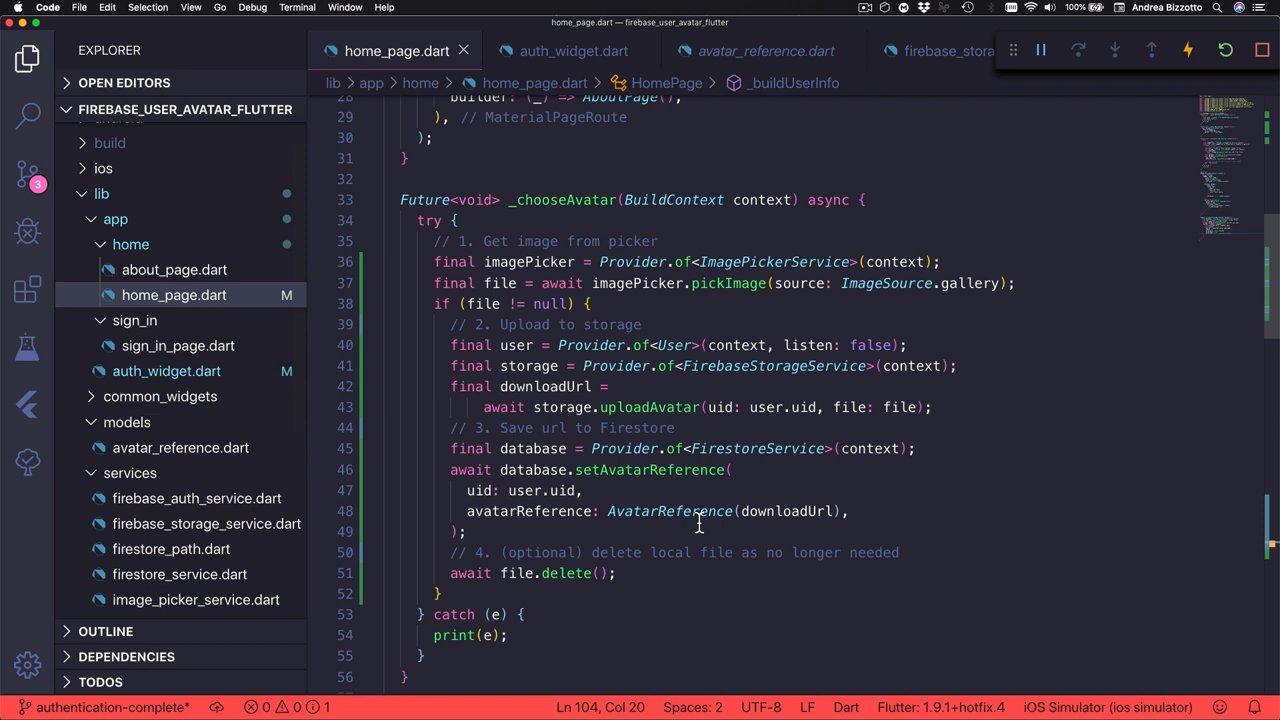 Code File Edit Selection View Go Debug Terminal Window Help 100% Andrea Bizzotto
home_page.dart — firebase_user_avatar_flutter
EXPLORER
home_page.dart auth_widget.dart avatar_reference.dart firebase_stora
OPEN EDITORS
lib app home home_page.dart HomePage _buildUserInfo
FIREBASE_USER_AVATAR_FLUTTER
build
ios
lib
app
home
about_page.dart
home_page.dart M
sign_in
sign_in_page.dart
auth_widget.dart M
common_widgets
models
avatar_reference.dart
services
firebase_auth_service.dart
firebase_storage_service.dart
firestore_path.dart
firestore_service.dart
image_picker_service.dart
OUTLINE
DEPENDENCIES
TODOS
3
28 builder: (_) => AboutPage(),
29 ), // MaterialPageRoute
30 );
31 }
32
33 Future<void> _chooseAvatar(BuildContext context) async {
34 try {
35 // 1. Get image from picker
36 final imagePicker = Provider.of<ImagePickerService>(context);
37 final file = await imagePicker.pickImage(source: ImageSource.gallery);
38 if (file != null) {
39 // 2. Upload to storage
40 final user = Provider.of<User>(context, listen: false);
41 final storage = Provider.of<FirebaseStorageService>(context);
42 final downloadUrl =
43 await storage.uploadAvatar(uid: user.uid, file: file);
44 // 3. Save url to Firestore
45 final database = Provider.of<FirestoreService>(context);
46 await database.setAvatarReference(
47 uid: user.uid,
48 avatarReference: AvatarReference(downloadUrl),
49 );
50 // 4. (optional) delete local file as no longer needed
51 await file.delete();
52 }
53 } catch (e) {
54 print(e);
55 }
56 }
authentication-complete* 0 0 1 Ln 104, Col 20 Spaces: 2 UTF-8 LF Dart Flutter: 1.9.1+hotfix.4 iOS Simulator (ios simulator)